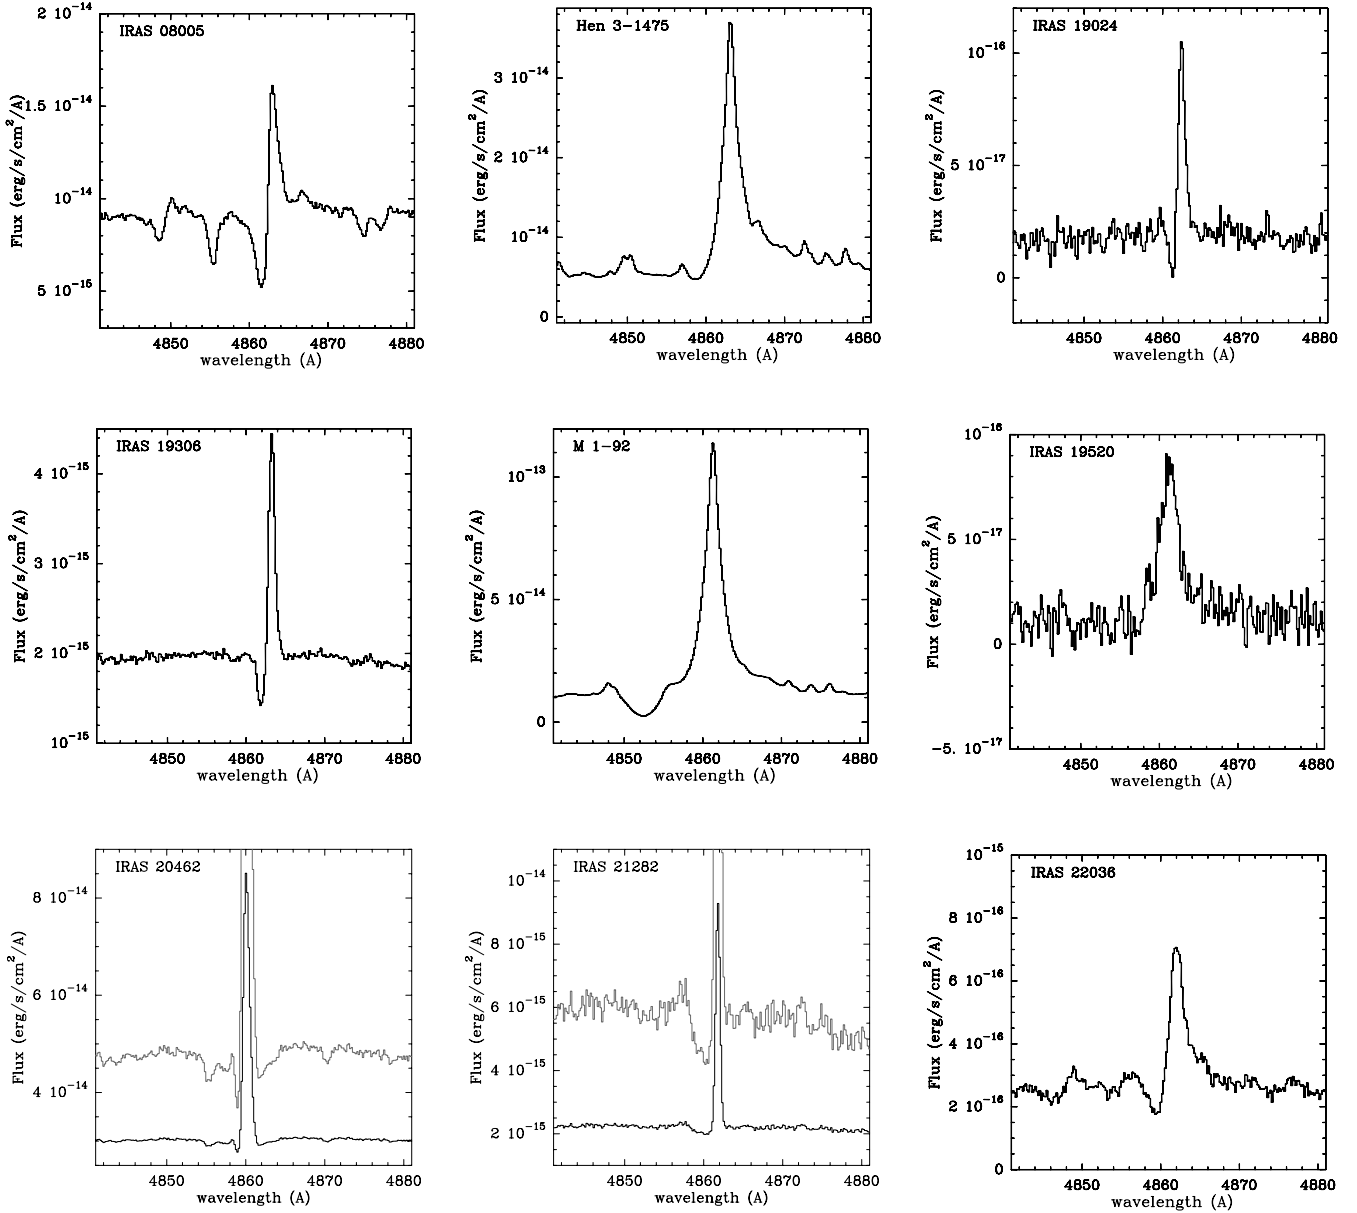 IRAS 08005
2 10⁻¹⁴
1.5 10⁻¹⁴
10⁻¹⁴
5 10⁻¹⁵
Flux (erg/s/cm²/A)
4850 4860 4870 4880
wavelength (A)
Hen 3-1475
3 10⁻¹⁴
2 10⁻¹⁴
10⁻¹⁴
0
Flux (erg/s/cm²/A)
4850 4860 4870 4880
wavelength (A)
IRAS 19024
10⁻¹⁶
5 10⁻¹⁷
0
Flux (erg/s/cm²/A)
4850 4860 4870 4880
wavelength (A)
IRAS 19306
4 10⁻¹⁵
3 10⁻¹⁵
2 10⁻¹⁵
10⁻¹⁵
Flux (erg/s/cm²/A)
4850 4860 4870 4880
wavelength (A)
M 1-92
10⁻¹³
5 10⁻¹⁴
0
Flux (erg/s/cm²/A)
4850 4860 4870 4880
wavelength (A)
IRAS 19520
10⁻¹⁶
5 10⁻¹⁷
0
-5. 10⁻¹⁷
Flux (erg/s/cm²/A)
4850 4860 4870 4880
wavelength (A)
IRAS 20462
8 10⁻¹⁴
6 10⁻¹⁴
4 10⁻¹⁴
Flux (erg/s/cm²/A)
4850 4860 4870 4880
wavelength (A)
IRAS 21282
10⁻¹⁴
8 10⁻¹⁵
6 10⁻¹⁵
4 10⁻¹⁵
2 10⁻¹⁵
Flux (erg/s/cm²/A)
4850 4860 4870 4880
wavelength (A)
IRAS 22036
10⁻¹⁵
8 10⁻¹⁶
6 10⁻¹⁶
4 10⁻¹⁶
2 10⁻¹⁶
0
Flux (erg/s/cm²/A)
4850 4860 4870 4880
wavelength (A)